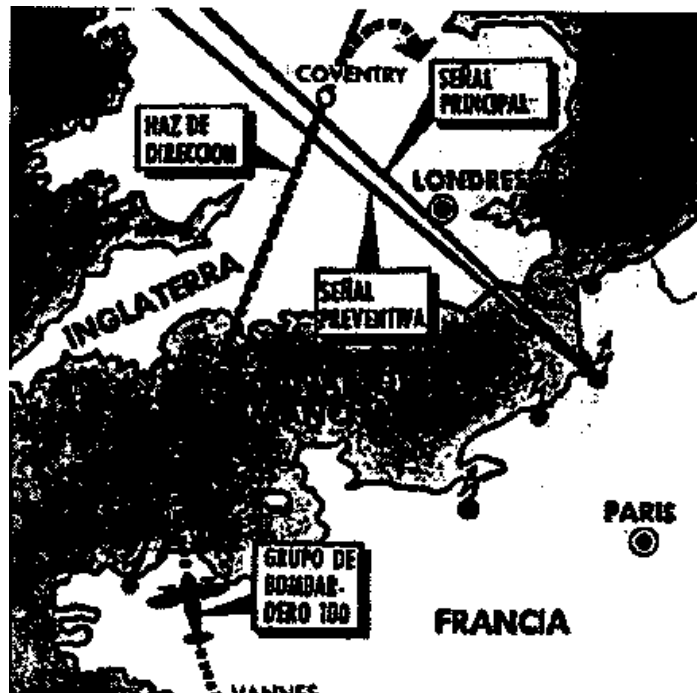 COVENTRY
SEÑAL
PRINCIPAL
HAZ DE
DIRECCION
LONDRES
INGLATERRA
SEÑAL
PREVENTIVA
PARIS
GRUPO DE
BOMBAR-
DERO 100
FRANCIA
VANNES